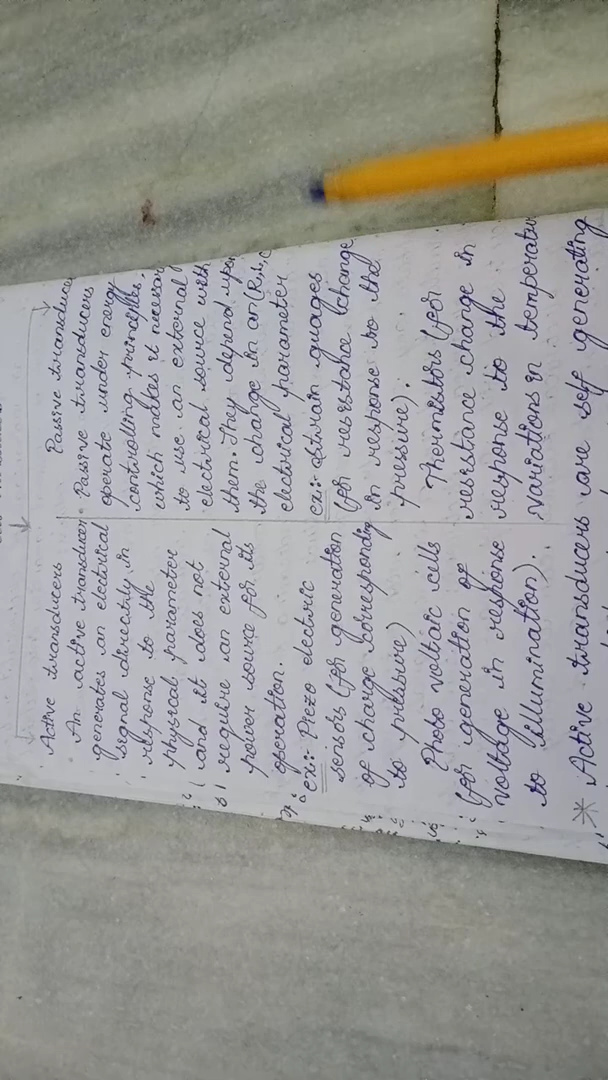 Active transducers
An active transducer
generates an electrical
signal directly in
response to the
physical parameter
and it does not
require an external
power source for its
operation.
ex:- Piezo electric
sensors (for generation
of charge corresponding
to pressure)
Photo voltaic cells
(for generation of
voltage in response
to illumination).
Passive transducer
Passive transducers
operate under energy
controlling principles,
which makes it
to use an external
electrical source with
them. They depend upon
the change in an (R,L,C
electrical parameter
ex:- strain guages
(for resistance change
in response to the
pressure).
Thermistors (for
resistance change in
response to the
variations in temperatu
* Active transducers are self generating